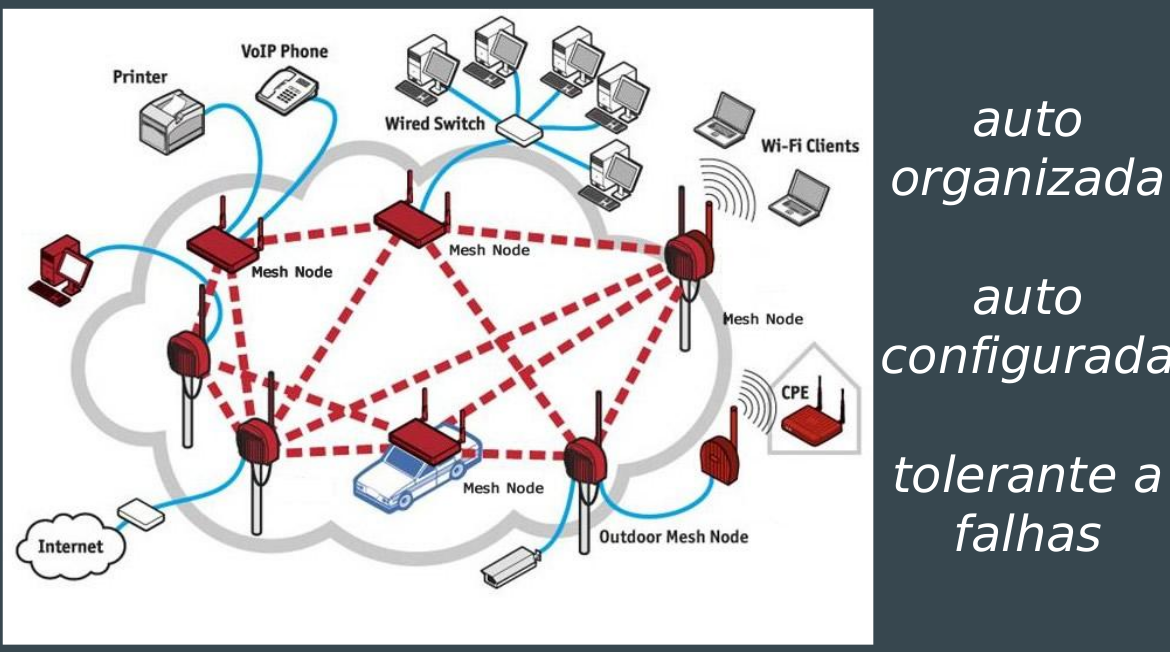 VoIP Phone
Printer
Wired Switch
Wi-Fi Clients
Mesh Node
Mesh Node
Mesh Node
CPE
Mesh Node
Outdoor Mesh Node
Internet
auto
organizada
auto
configurada
tolerante a
falhas